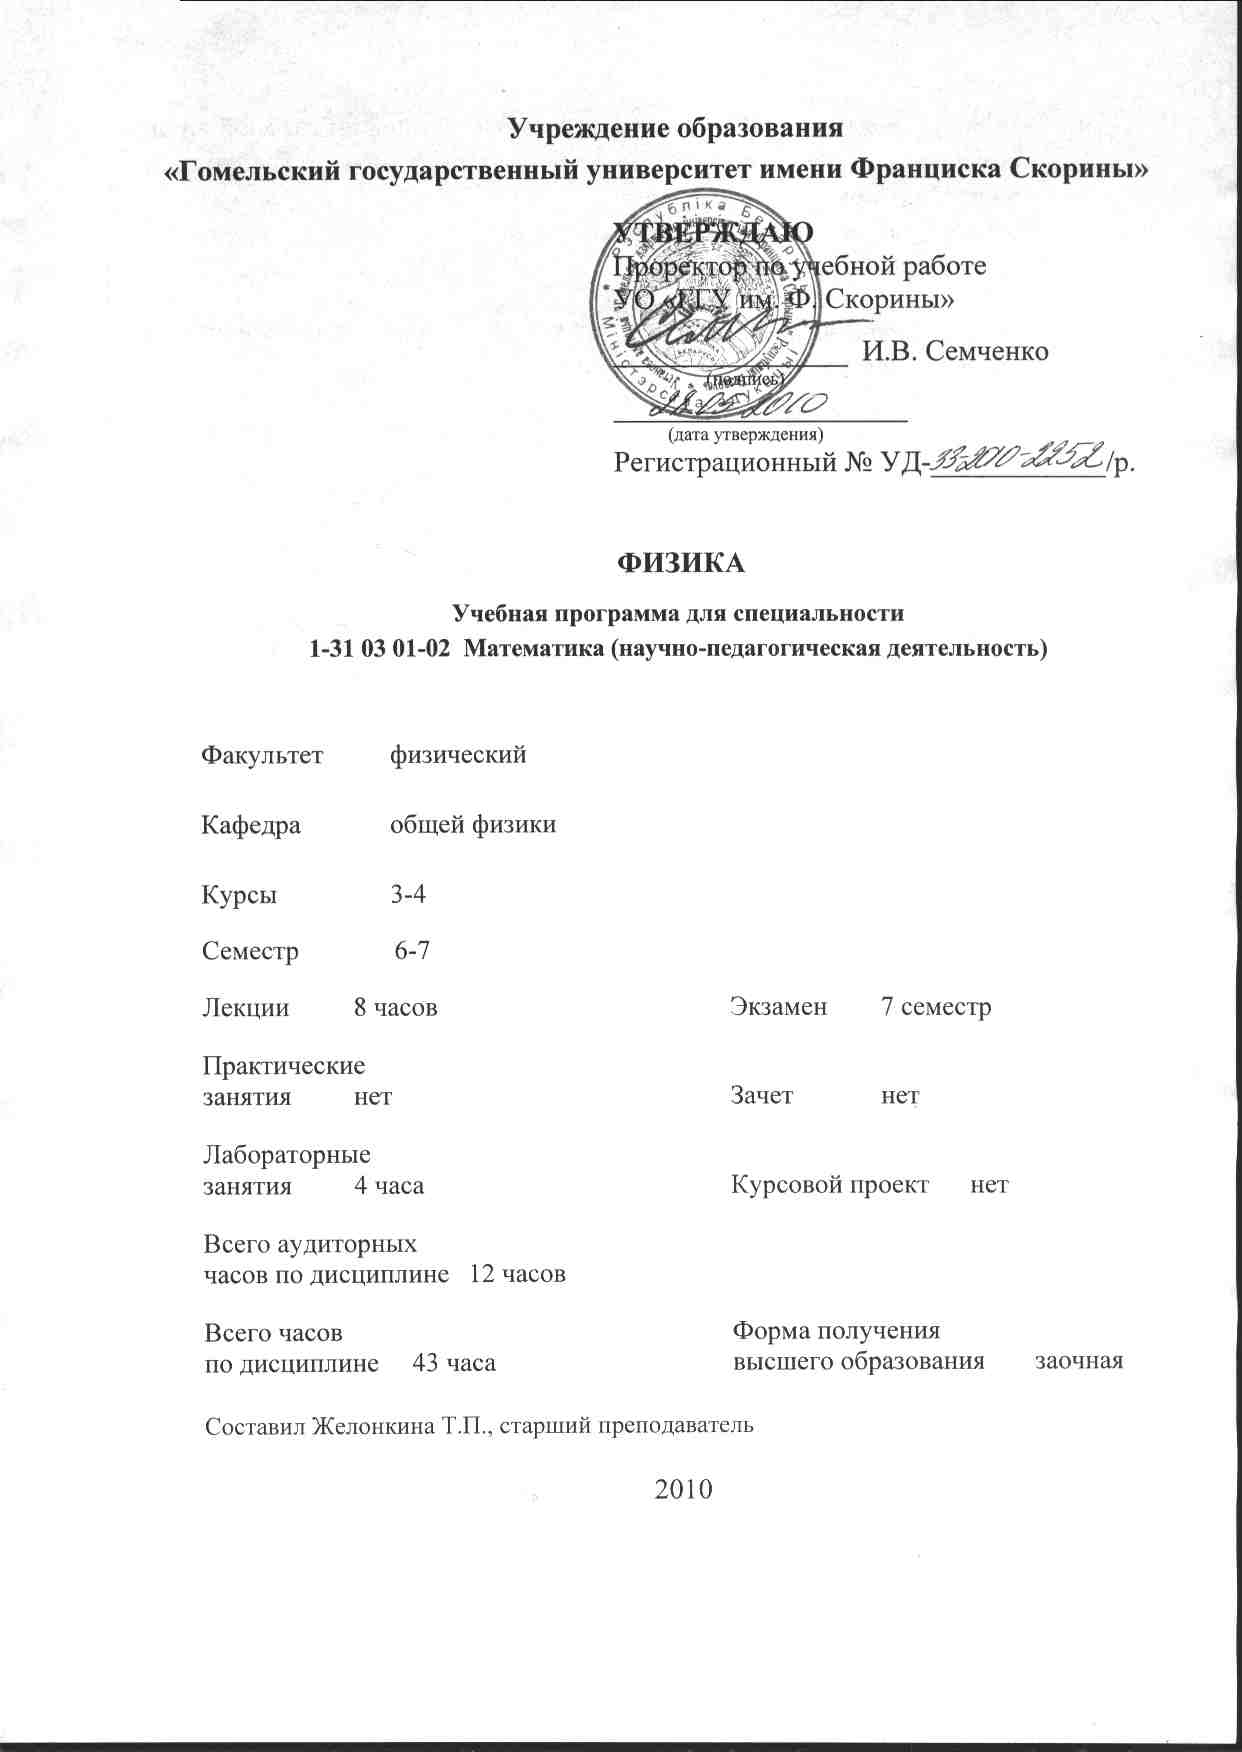 Учреждение образования
«Гомельский государственный университет имени Франциска Скорины»
УТВЕРЖДАЮ
Проректор по учебной работе
УО «ГГУ им. Ф. Скорины»
И.В. Семченко
(подпись)
2010
(дата утверждения)
Регистрационный № УД-33-2010-2252/р.
ФИЗИКА
Учебная программа для специальности
1-31 03 01-02 Математика (научно-педагогическая деятельность)
Факультет физический
Кафедра общей физики
Курсы 3-4
Семестр 6-7
Лекции 8 часов Экзамен 7 семестр
Практические
занятия нет Зачет нет
Лабораторные
занятия 4 часа Курсовой проект нет
Всего аудиторных
часов по дисциплине 12 часов
Всего часов Форма получения
по дисциплине 43 часа высшего образования заочная
Составил Желонкина Т.П., старший преподаватель
2010